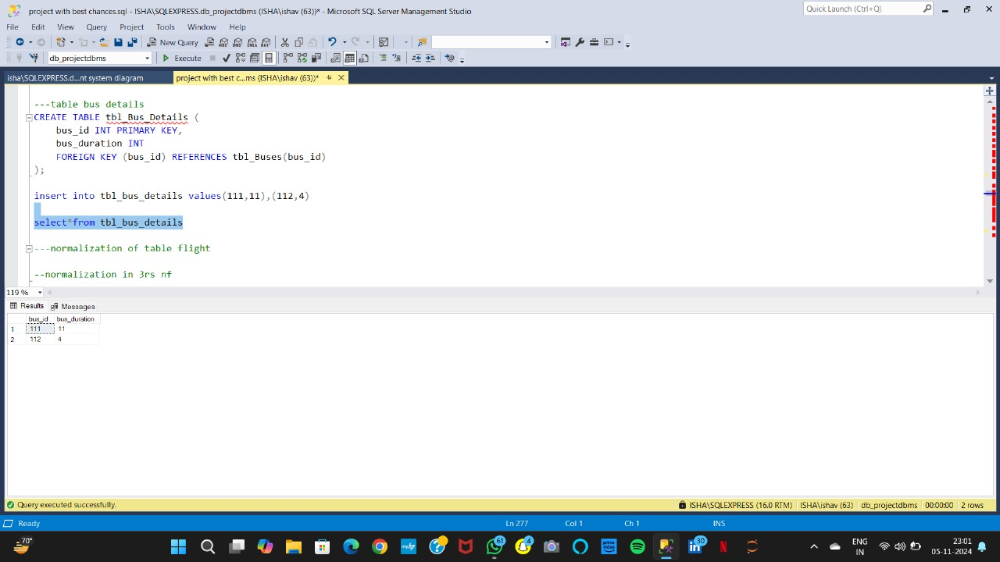 project with best chances.sql - ISHA\SQLEXPRESS.db_projectdbms (ISHA\ishav (63))* - Microsoft SQL Server Management Studio
Quick Launch (Ctrl+Q)
File Edit View Query Project Tools Window Help
New Query
db_projectdbms Execute
isha\SQLEXPRESS.d...nt system diagram project with best c...ms (ISHA\ishav (63))*
---table bus details
CREATE TABLE tbl_Bus_Details (
bus_id INT PRIMARY KEY,
bus_duration INT
FOREIGN KEY (bus_id) REFERENCES tbl_Buses(bus_id)
);
insert into tbl_bus_details values(111,11),(112,4)
select*from tbl_bus_details
---normalization of table flight
--normalization in 3rs nf
119 %
Results Messages
bus_id bus_duration
1 111 11
2 112 4
Query executed successfully. ISHA\SQLEXPRESS (16.0 RTM) ISHA\ishav (63) db_projectdbms 00:00:00 2 rows
Ready Ln 277 Col 1 Ch 1 INS
70° 61 4 30 ENG 23:01
IN 05-11-2024